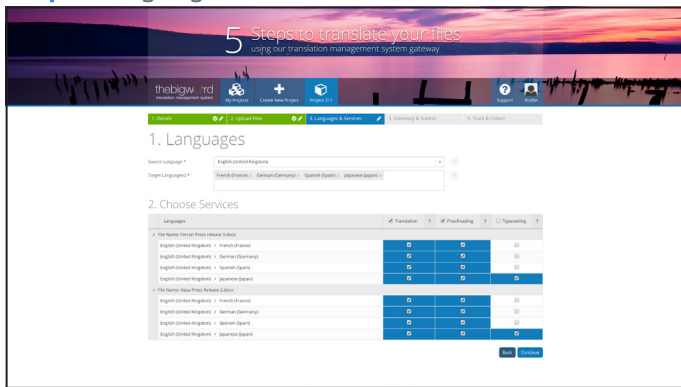 5 Steps to translate your files
using our translation management system gateway
thebigword
translation management system
My Projects
Create New Project
Project 311
Support
Profile
1. Details
2. Upload Files
3. Languages & Services
4. Summary & Submit
5. Track & Collect
1. Languages
Source Language *
English (United Kingdom)
Target Language(s) *
French (France) × German (Germany) × Spanish (Spain) × Japanese (Japan) ×
2. Choose Services
Languages Translation ? Proofreading ? Typesetting ?
File Name: Ferrari Press release 3.docx
English (United Kingdom) > French (France)
English (United Kingdom) > German (Germany)
English (United Kingdom) > Spanish (Spain)
English (United Kingdom) > Japanese (Japan)
File Name: Nasa Press Release 2.docx
English (United Kingdom) > French (France)
English (United Kingdom) > German (Germany)
English (United Kingdom) > Spanish (Spain)
English (United Kingdom) > Japanese (Japan)
Back Continue